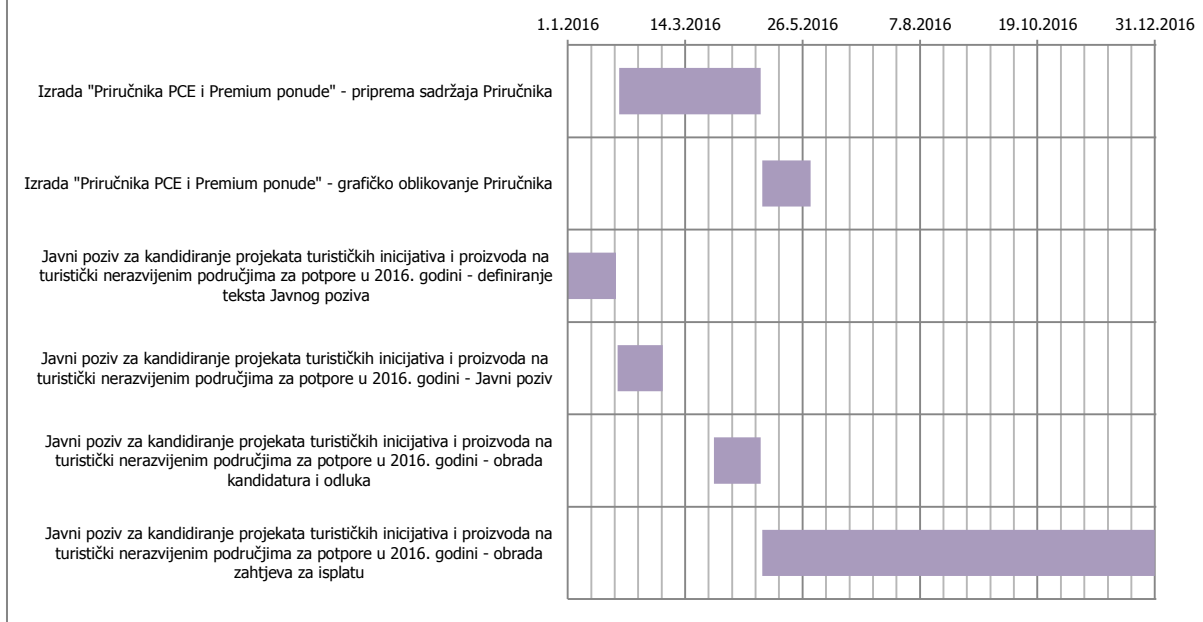 1.1.2016 14.3.2016 26.5.2016 7.8.2016 19.10.2016 31.12.2016
Izrada "Priručnika PCE i Premium ponude" - priprema sadržaja Priručnika
Izrada "Priručnika PCE i Premium ponude" - grafičko oblikovanje Priručnika
Javni poziv za kandidiranje projekata turističkih inicijativa i proizvoda na
turistički nerazvijenim područjima za potpore u 2016. godini - definiranje
teksta Javnog poziva
Javni poziv za kandidiranje projekata turističkih inicijativa i proizvoda na
turistički nerazvijenim područjima za potpore u 2016. godini - Javni poziv
Javni poziv za kandidiranje projekata turističkih inicijativa i proizvoda na
turistički nerazvijenim područjima za potpore u 2016. godini - obrada
kandidatura i odluka
Javni poziv za kandidiranje projekata turističkih inicijativa i proizvoda na
turistički nerazvijenim područjima za potpore u 2016. godini - obrada
zahtjeva za isplatu